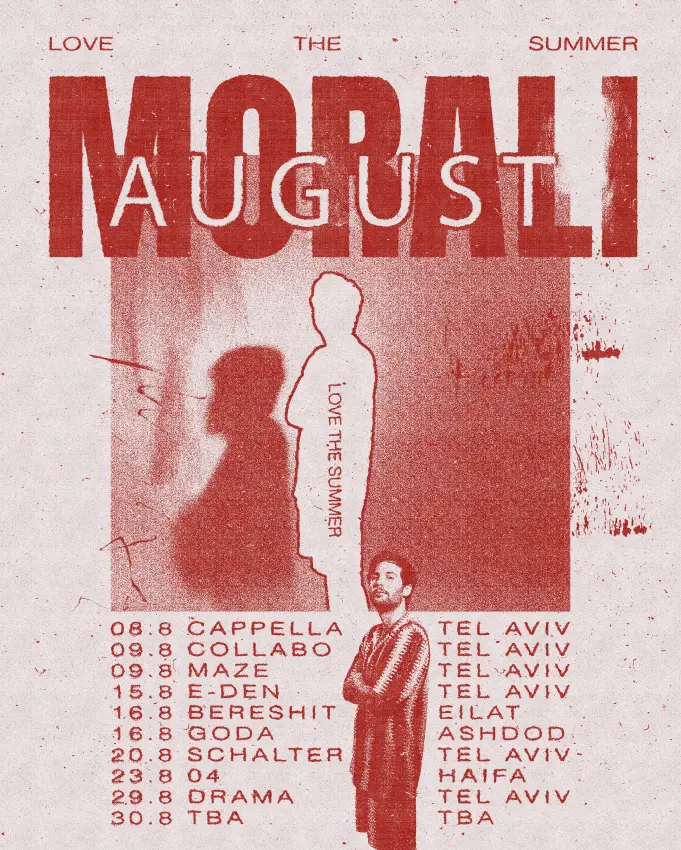 LOVE THE SUMMER
MORALI
AUGUST
LOVE THE SUMMER
08.8 CAPPELLA TEL AVIV
09.8 COLLABO TEL AVIV
09.8 MAZE TEL AVIV
15.8 E-DEN TEL AVIV
16.8 BERESHIT EILAT
16.8 GODA ASHDOD
20.8 SCHALTER TEL AVIV
23.8 04 HAIFA
29.8 DRAMA TEL AVIV
30.8 TBA TBA